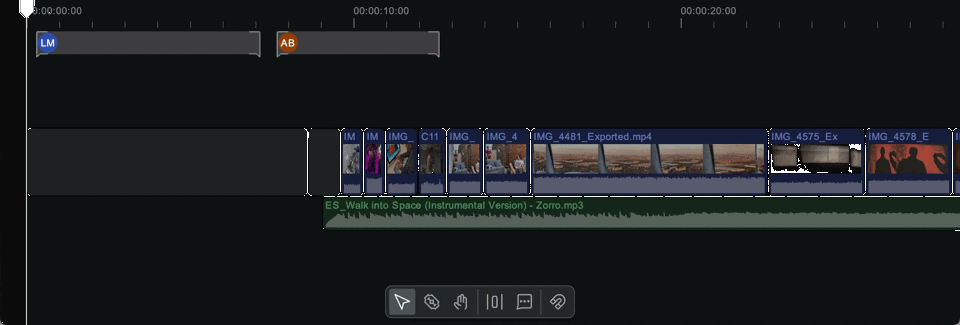 0:00:00:00
00:00:10:00
00:00:20:00
LM
AB
IM
IM
IMG_
C11
IMG_
IMG_4
IMG_4481_Exported.mp4
IMG_4575_Ex
IMG_4578_E
ES_Walk into Space (Instrumental Version) - Zorro.mp3